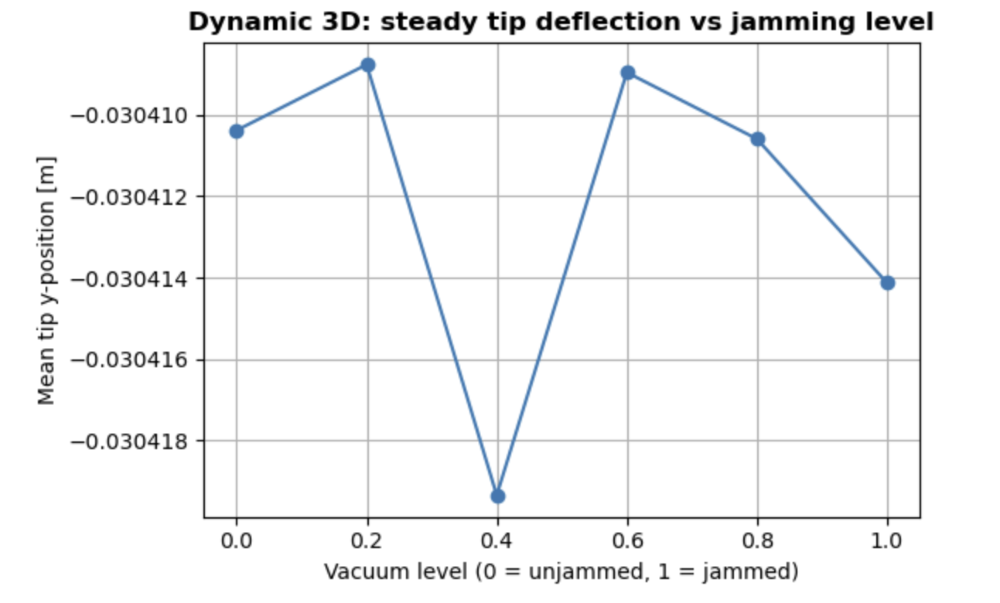 Dynamic 3D: steady tip deflection vs jamming level
Mean tip y-position [m]
−0.030410
−0.030412
−0.030414
−0.030416
−0.030418
0.0 0.2 0.4 0.6 0.8 1.0
Vacuum level (0 = unjammed, 1 = jammed)